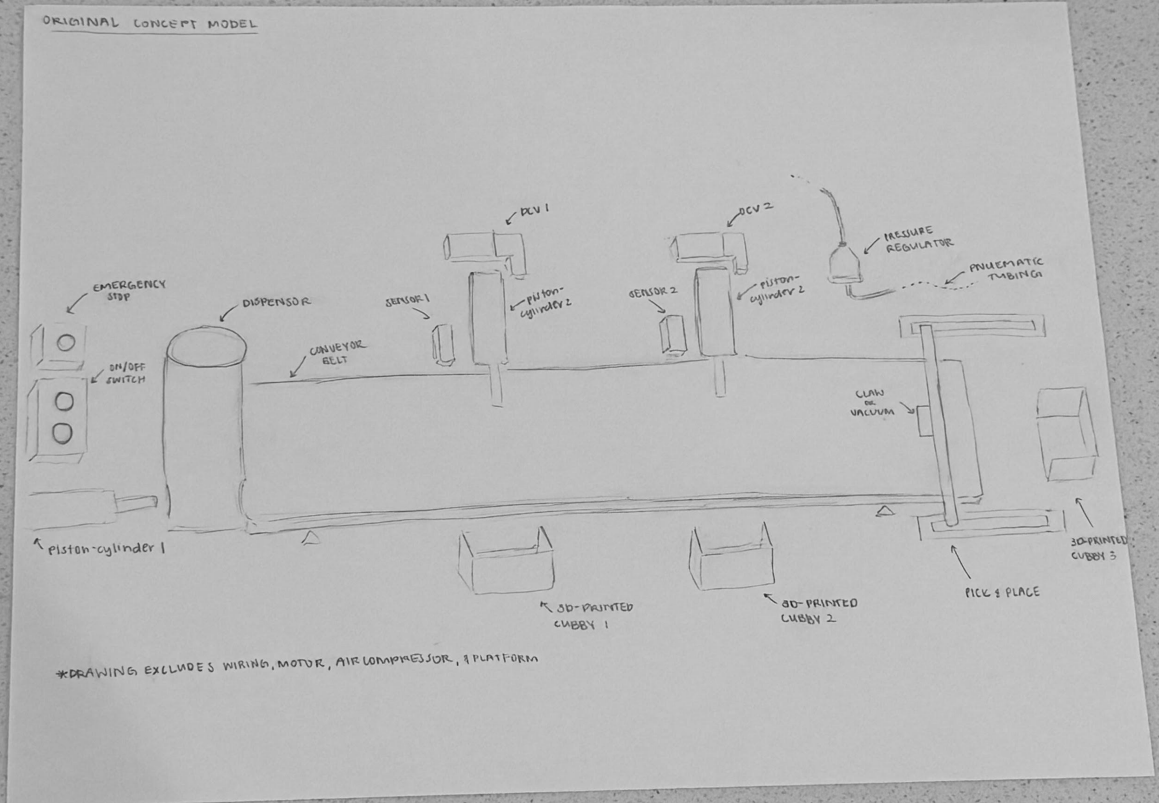 ORIGINAL CONCEPT MODEL
DCV 1
DCV 2
PRESSURE
REGULATOR
PNUEMATIC
TUBING
EMERGENCY
STOP
DISPENSOR
SENSOR 1
PISTON-
cylinder 2
SENSOR 2
PISTON-
cylinder 2
ON/OFF
SWITCH
CONVEYOR
BELT
CLAW
OR
VACUUM
PISTON-cylinder 1
3D-PRINTED
CUBBY 1
3D-PRINTED
CUBBY 2
PICK & PLACE
3D-PRINTED
CUBBY 3
*DRAWING EXCLUDES WIRING, MOTOR, AIR COMPRESSOR, & PLATFORM